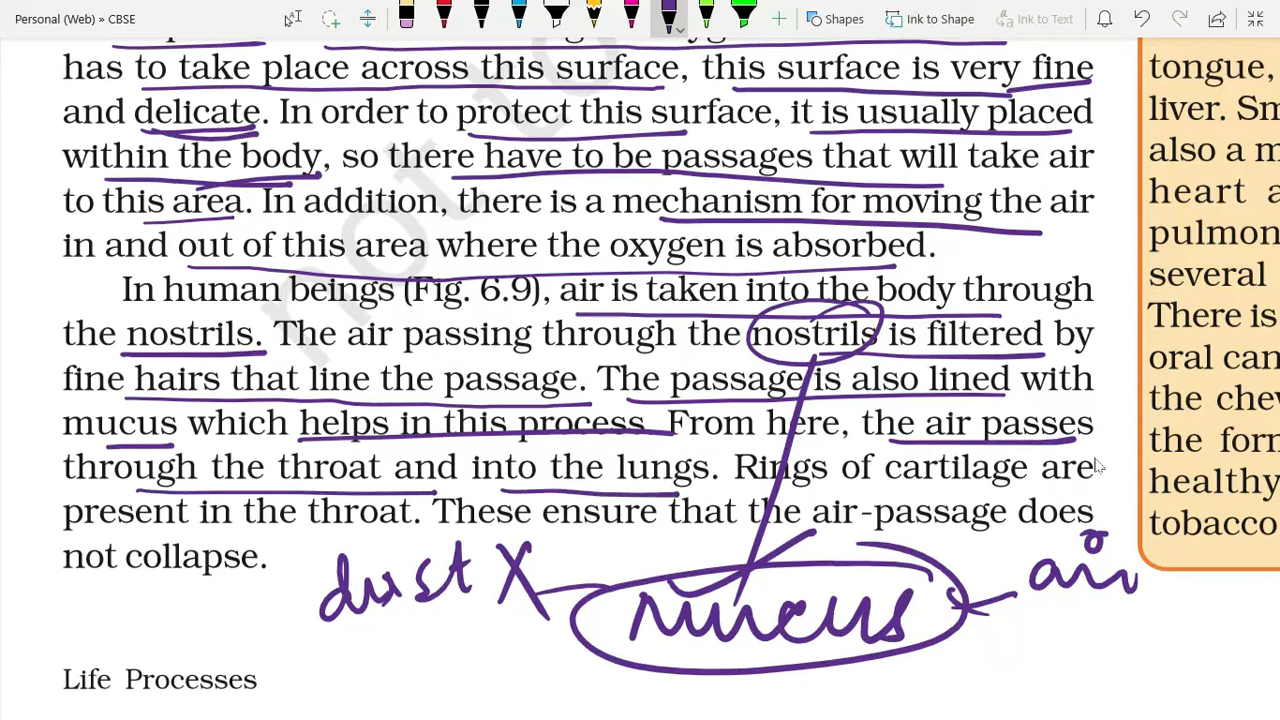 Personal (Web) » CBSE
Shapes
Ink to Shape
Ink to Text
has to take place across this surface, this surface is very fine
and delicate. In order to protect this surface, it is usually placed
within the body, so there have to be passages that will take air
to this area. In addition, there is a mechanism for moving the air
in and out of this area where the oxygen is absorbed.
In human beings (Fig. 6.9), air is taken into the body through
the nostrils. The air passing through the nostrils is filtered by
fine hairs that line the passage. The passage is also lined with
mucus which helps in this process. From here, the air passes
through the throat and into the lungs. Rings of cartilage are
present in the throat. These ensure that the air-passage does
not collapse.
dust X
mucus
air
Life Processes
tongue,
liver. Sm
also a m
heart a
pulmon
several
There is
oral can
the chev
the form
healthy
tobacco
not to